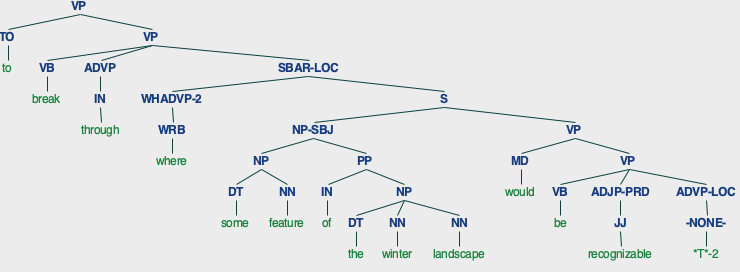 VP
TO VP
to VB ADVP SBAR-LOC
break IN WHADVP-2 S
through WRB NP-SBJ VP
where NP PP MD VP
DT NN IN NP would VB ADJP-PRD ADVP-LOC
some feature of DT NN NN be JJ -NONE-
the winter landscape recognizable *T*-2